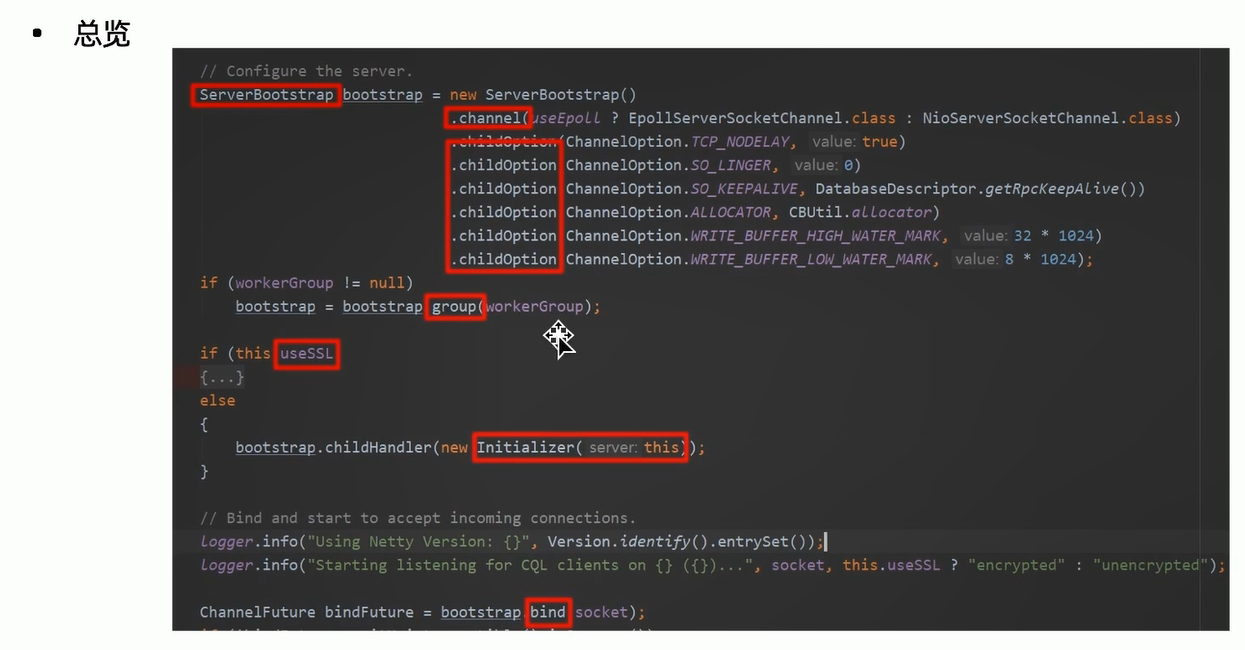 • 总览
// Configure the server.
ServerBootstrap bootstrap = new ServerBootstrap()
.channel(useEpoll ? EpollServerSocketChannel.class : NioServerSocketChannel.class)
.childOption(ChannelOption.TCP_NODELAY, value: true)
.childOption ChannelOption.SO_LINGER, value: 0)
.childOption ChannelOption.SO_KEEPALIVE, DatabaseDescriptor.getRpcKeepAlive())
.childOption ChannelOption.ALLOCATOR, CBUtil.allocator)
.childOption ChannelOption.WRITE_BUFFER_HIGH_WATER_MARK, value: 32 * 1024)
.childOption ChannelOption.WRITE_BUFFER_LOW_WATER_MARK, value: 8 * 1024);
if (workerGroup != null)
bootstrap = bootstrap group(workerGroup);
if (this useSSL
{...}
else
{
bootstrap.childHandler(new Initializer( server: this));
}
// Bind and start to accept incoming connections.
logger.info("Using Netty Version: {}", Version.identify().entrySet());
logger.info("Starting listening for CQL clients on {} ({})...", socket, this.useSSL ? "encrypted" : "unencrypted");
ChannelFuture bindFuture = bootstrap bind socket);